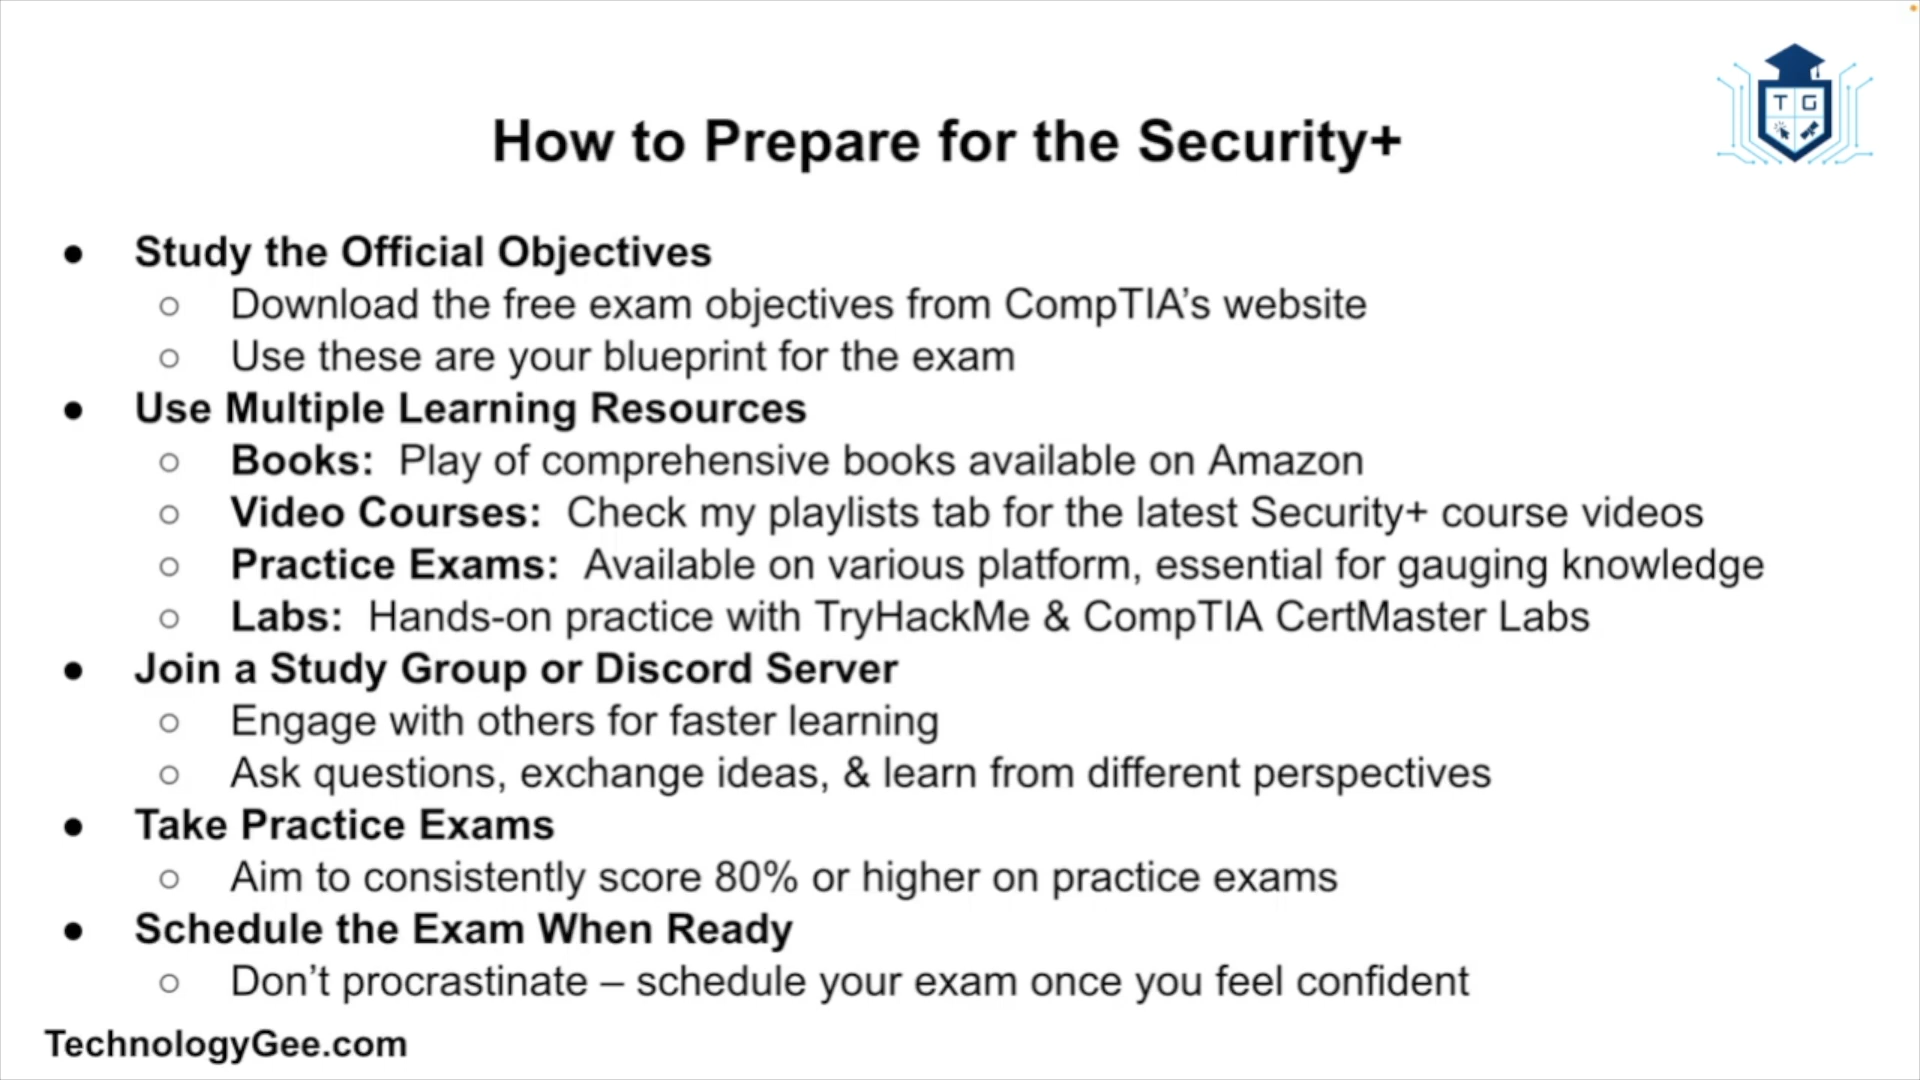 T G
How to Prepare for the Security+
● Study the Official Objectives
○ Download the free exam objectives from CompTIA’s website
○ Use these are your blueprint for the exam
● Use Multiple Learning Resources
○ Books: Play of comprehensive books available on Amazon
○ Video Courses: Check my playlists tab for the latest Security+ course videos
○ Practice Exams: Available on various platform, essential for gauging knowledge
○ Labs: Hands-on practice with TryHackMe & CompTIA CertMaster Labs
● Join a Study Group or Discord Server
○ Engage with others for faster learning
○ Ask questions, exchange ideas, & learn from different perspectives
● Take Practice Exams
○ Aim to consistently score 80% or higher on practice exams
● Schedule the Exam When Ready
○ Don’t procrastinate – schedule your exam once you feel confident
TechnologyGee.com